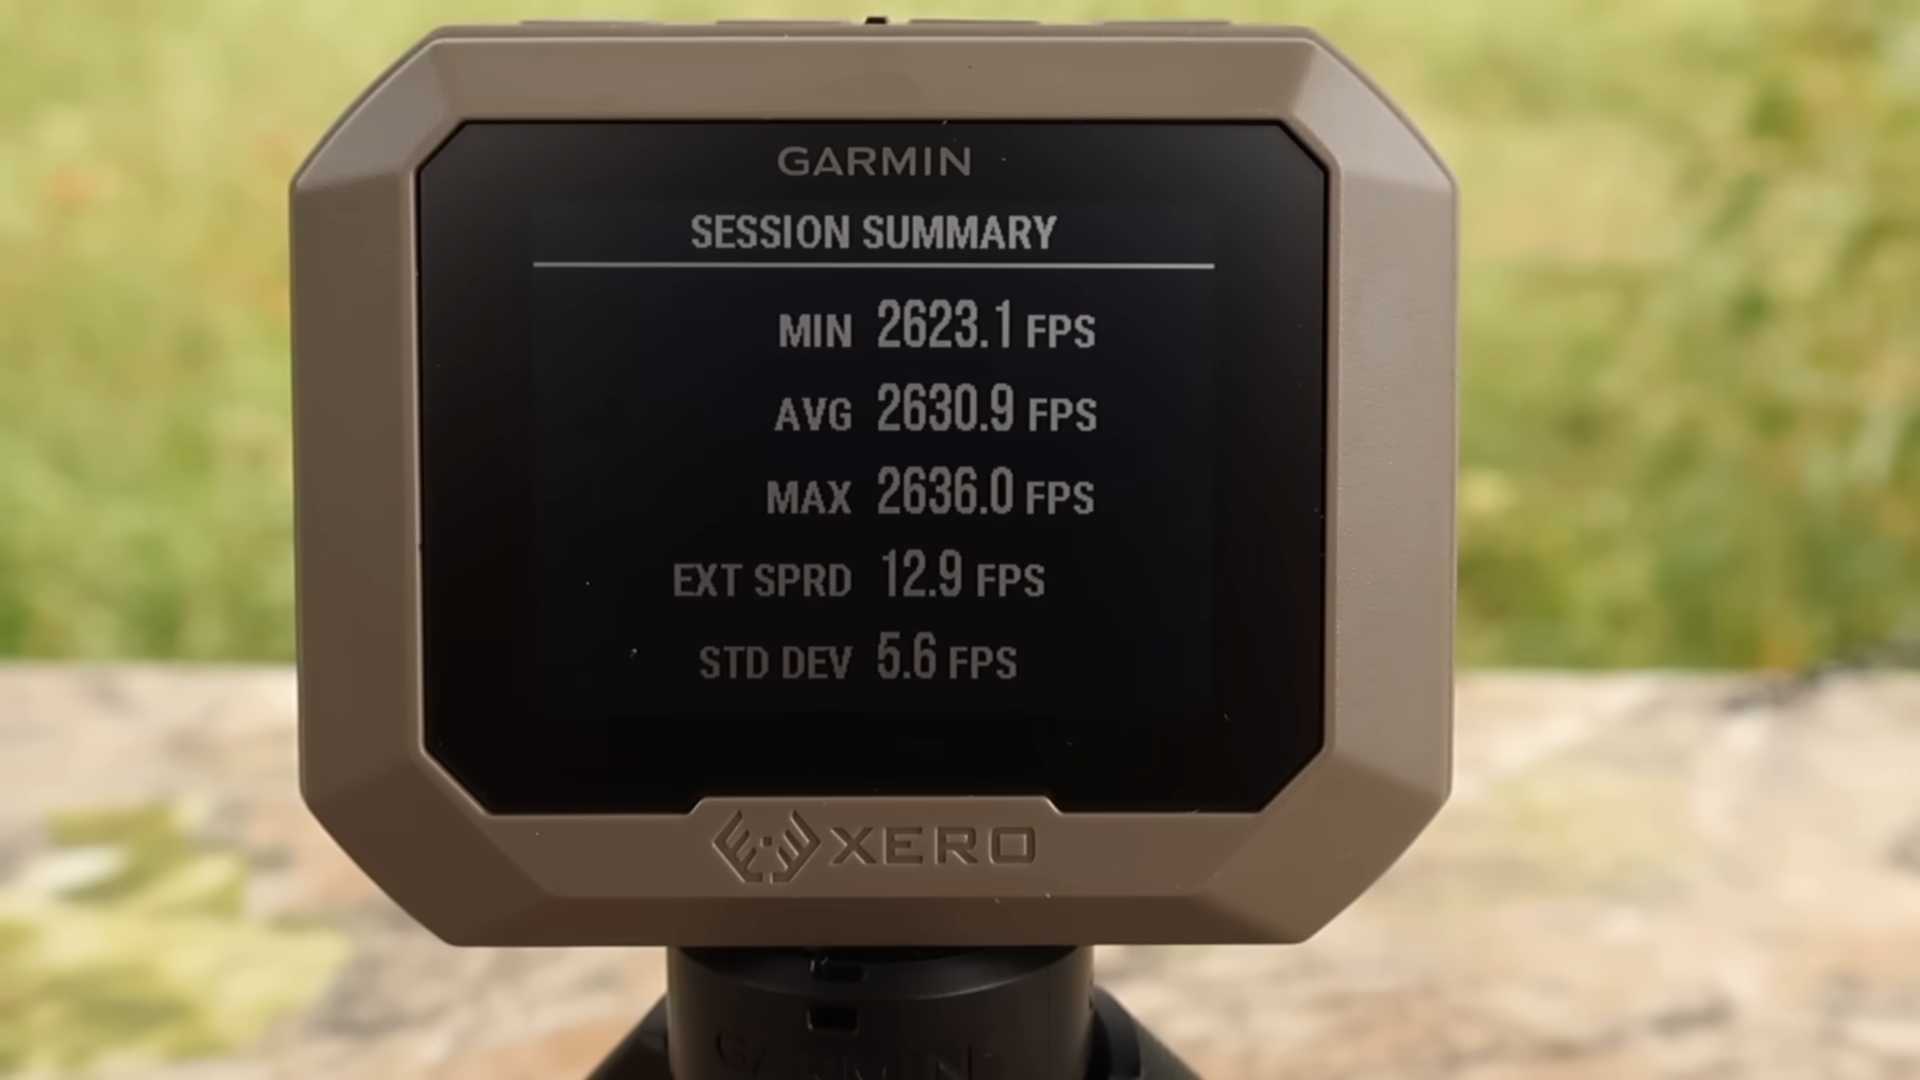 GARMIN
SESSION SUMMARY
MIN 2623.1 FPS
AVG 2630.9 FPS
MAX 2636.0 FPS
EXT SPRD 12.9 FPS
STD DEV 5.6 FPS
XERO
GARMIN